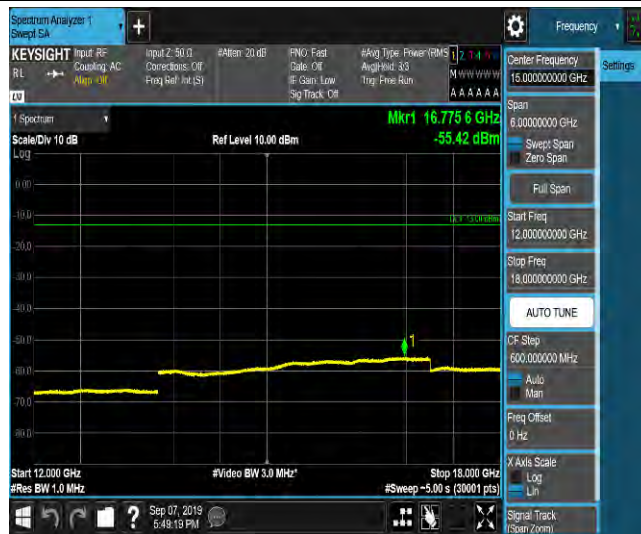 Spectrum Analyzer 1
Swept SA
+
Frequency
KEYSIGHT
RL
Input: RF
Coupling: AC
Align: Off
Input Z: 50 Ω
Corrections: Off
Freq Ref: Int (S)
#Atten: 20 dB
PNO: Fast
Gate: Off
IF Gain: Low
Sig Track: Off
#Avg Type: Power (RMS
Avg|Hold: 3/3
Trig: Free Run
M W W W W W
A A A A A A
1 Spectrum
Scale/Div 10 dB
Log
Ref Level 10.00 dBm
Mkr1 16.775 6 GHz
-55.42 dBm
0.00
-10.0
-20.0
-30.0
-40.0
-50.0
-60.0
-70.0
-80.0
DL1 -13.00 dBm
1
Start 12.000 GHz
#Res BW 1.0 MHz
#Video BW 3.0 MHz*
Stop 18.000 GHz
#Sweep ~5.00 s (30001 pts)
Center Frequency
15.000000000 GHz
Settings
Span
6.00000000 GHz
Swept Span
Zero Span
Full Span
Start Freq
12.000000000 GHz
Stop Freq
18.000000000 GHz
AUTO TUNE
CF Step
600.000000 MHz
Auto
Man
Freq Offset
0 Hz
X Axis Scale
Log
Lin
Signal Track
(Span Zoom)
?
Sep 07, 2019
5:49:19 PM